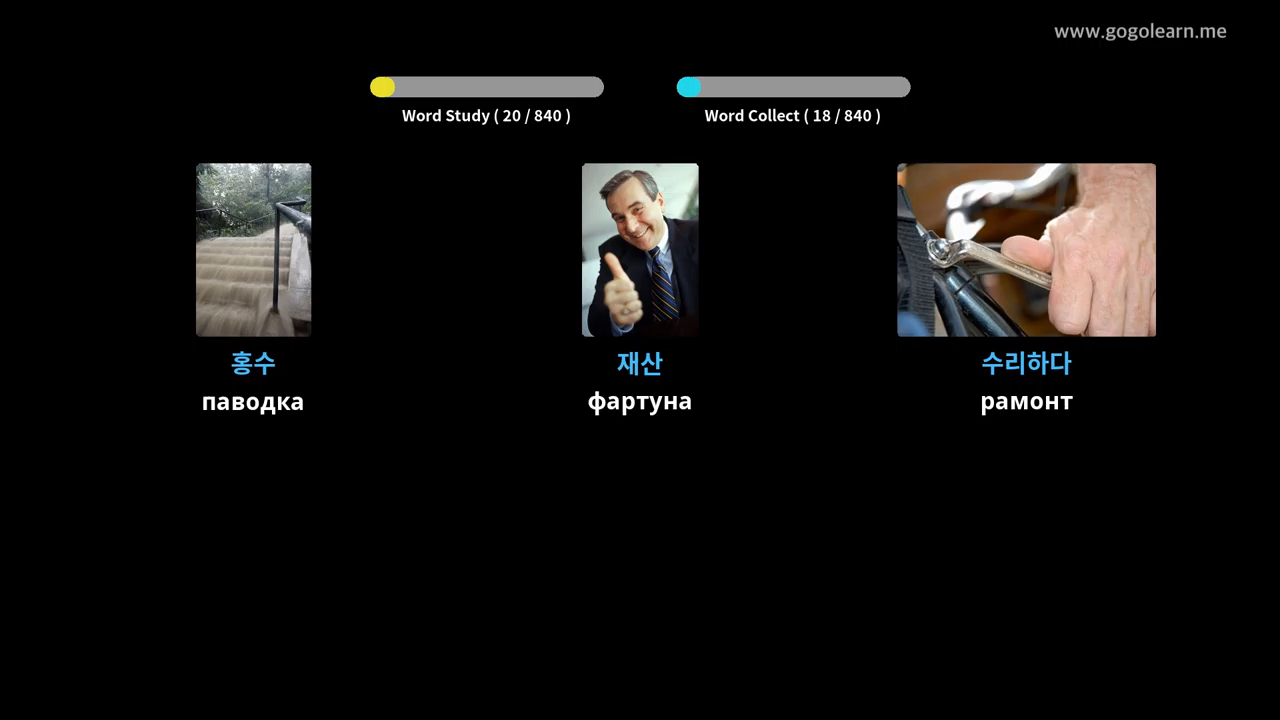 www.gogolearn.me
Word Study ( 20 / 840 )
Word Collect ( 18 / 840 )
홍수
паводка
재산
фартуна
수리하다
рамонт